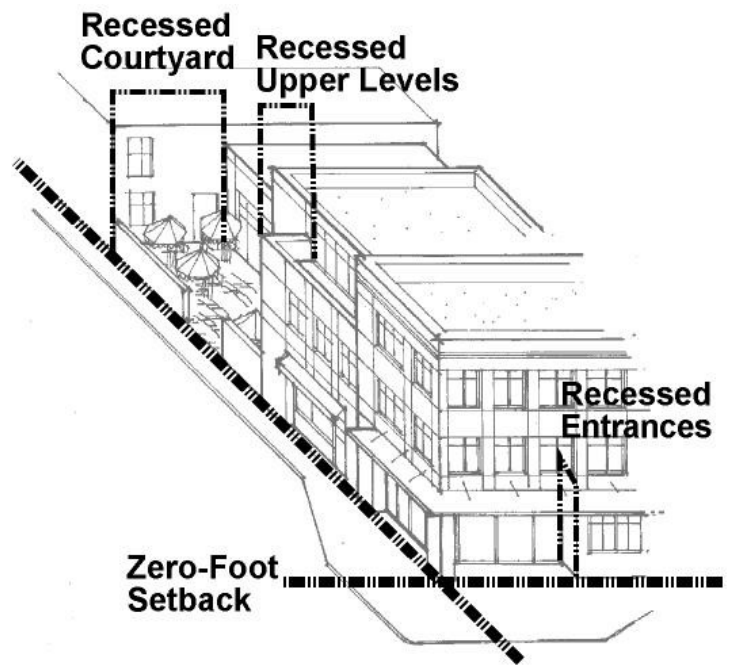 Recessed
Courtyard
Recessed
Upper Levels
Recessed
Entrances
Zero-Foot
Setback